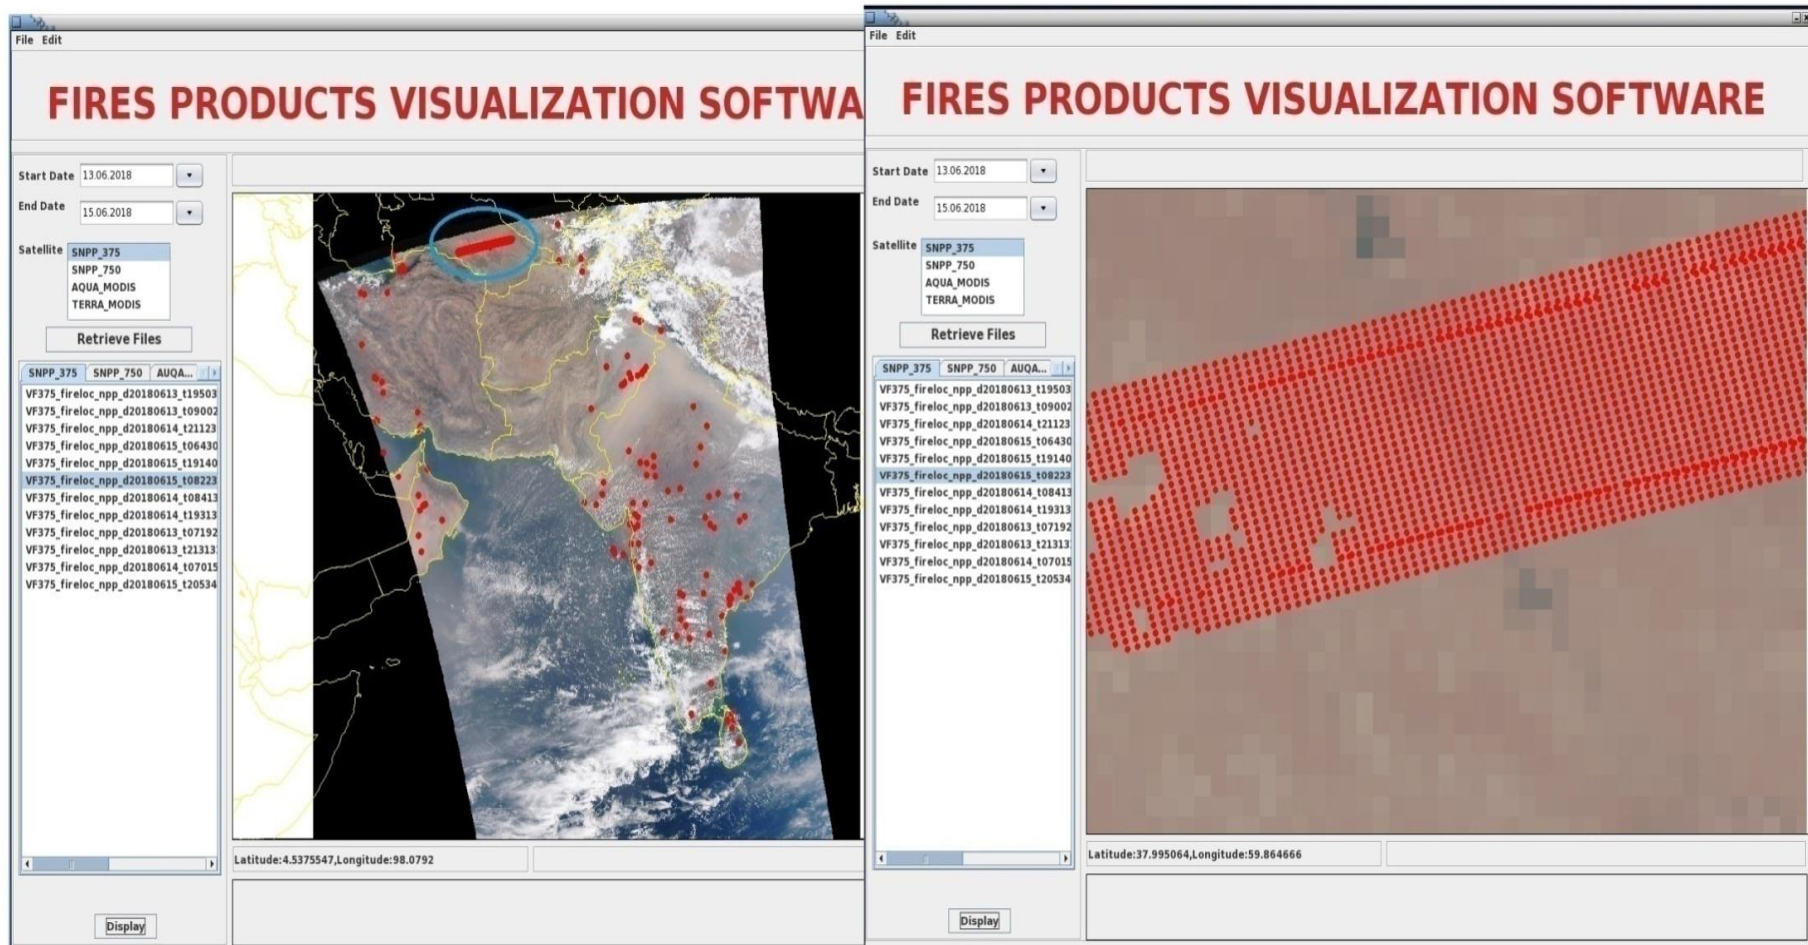 File Edit
FIRES PRODUCTS VISUALIZATION SOFTWA
Start Date 13.06.2018
End Date 15.06.2018
Satellite SNPP_375
SNPP_750
AQUA_MODIS
TERRA_MODIS
Retrieve Files
SNPP_375 SNPP_750 AUQA...
VF375_fireloc_npp_d20180613_t19503
VF375_fireloc_npp_d20180613_t09002
VF375_fireloc_npp_d20180614_t21123
VF375_fireloc_npp_d20180615_t06430
VF375_fireloc_npp_d20180615_t19140
VF375_fireloc_npp_d20180615_t08223
VF375_fireloc_npp_d20180614_t08413
VF375_fireloc_npp_d20180614_t19313
VF375_fireloc_npp_d20180613_t07192
VF375_fireloc_npp_d20180613_t21313
VF375_fireloc_npp_d20180614_t07015
VF375_fireloc_npp_d20180615_t20534
Latitude:4.5375547,Longitude:98.0792
Display
File Edit
FIRES PRODUCTS VISUALIZATION SOFTWARE
Start Date 13.06.2018
End Date 15.06.2018
Satellite SNPP_375
SNPP_750
AQUA_MODIS
TERRA_MODIS
Retrieve Files
SNPP_375 SNPP_750 AUQA...
VF375_fireloc_npp_d20180613_t19503
VF375_fireloc_npp_d20180613_t09002
VF375_fireloc_npp_d20180614_t21123
VF375_fireloc_npp_d20180615_t06430
VF375_fireloc_npp_d20180615_t19140
VF375_fireloc_npp_d20180615_t08223
VF375_fireloc_npp_d20180614_t08413
VF375_fireloc_npp_d20180614_t19313
VF375_fireloc_npp_d20180613_t07192
VF375_fireloc_npp_d20180613_t21313
VF375_fireloc_npp_d20180614_t07015
VF375_fireloc_npp_d20180615_t20534
Latitude:37.995064,Longitude:59.864666
Display